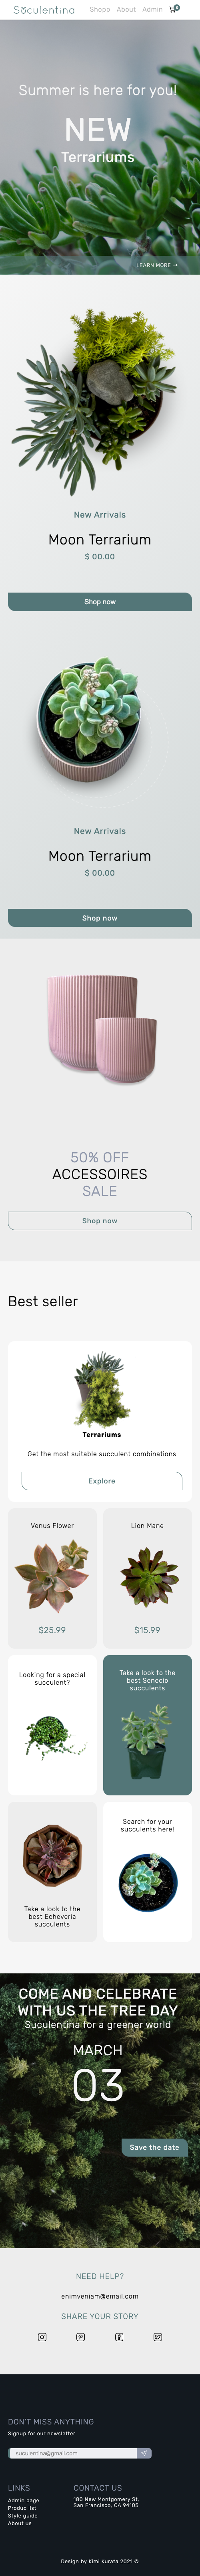 Suculentina
Shopp About Admin
Summer is here for you!
NEW
Terrariums
LEARN MORE →
New Arrivals
Moon Terrarium
$ 00.00
Shop now
New Arrivals
Moon Terrarium
$ 00.00
Shop now
50% OFF
ACCESSOIRES
SALE
Shop now
Best seller
Terrariums
Get the most suitable succulent combinations
Explore
Venus Flower
$25.99
Lion Mane
$15.99
Looking for a special
succulent?
Take a look to the
best Senecio
succulents
Take a look to the
best Echeveria
succulents
Search for your
succulents here!
COME AND CELEBRATE
WITH US THE TREE DAY
Suculentina for a greener world
MARCH
03
Save the date
NEED HELP?
enimveniam@email.com
SHARE YOUR STORY
DON'T MISS ANYTHING
Signup for our newsletter
suculentina@gmail.com
LINKS
Admin page
Produc list
Style guide
About us
CONTACT US
180 New Montgomery St,
San Francisco, CA 94105
Design by Kimi Kurata 2021 ©